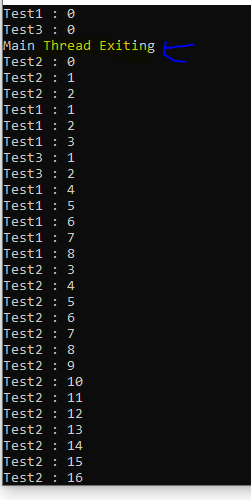 Test1 : 0
Test3 : 0
Main Thread Exiting
Test2 : 0
Test2 : 1
Test2 : 2
Test1 : 1
Test1 : 2
Test1 : 3
Test3 : 1
Test3 : 2
Test1 : 4
Test1 : 5
Test1 : 6
Test1 : 7
Test1 : 8
Test2 : 3
Test2 : 4
Test2 : 5
Test2 : 6
Test2 : 7
Test2 : 8
Test2 : 9
Test2 : 10
Test2 : 11
Test2 : 12
Test2 : 13
Test2 : 14
Test2 : 15
Test2 : 16